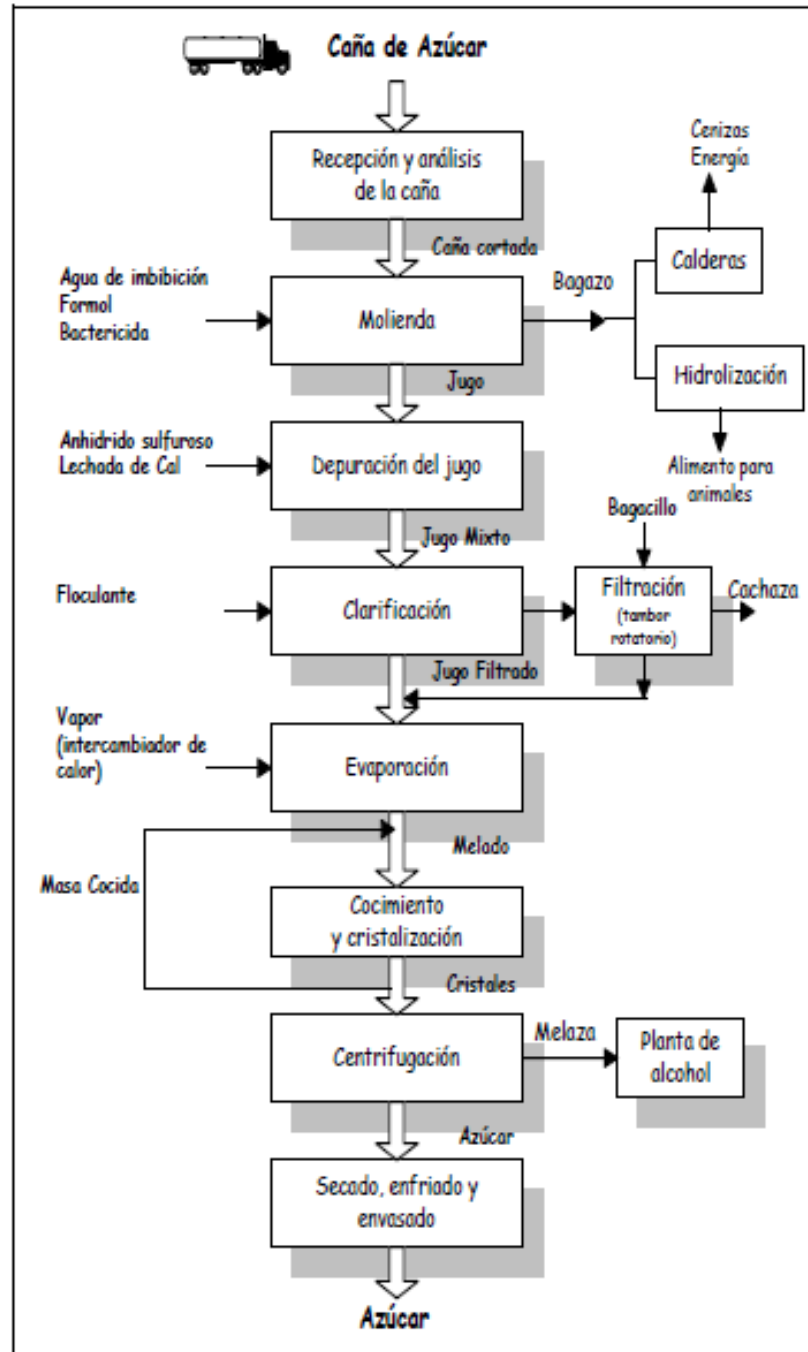 Caña de Azúcar
Recepción y análisis
de la caña
Caña cortada
Agua de imbibición
Formol
Bactericida
Molienda
Bagazo
Cenizas
Energía
Calderas
Hidrolización
Alimento para
animales
Jugo
Anhidrido sulfuroso
Lechada de Cal
Depuración del jugo
Jugo Mixto
Floculante
Clarificación
Bagacillo
Filtración
(tambor
rotatorio)
Cachaza
Jugo Filtrado
Vapor
(intercambiador de
calor)
Evaporación
Melado
Masa Cocida
Cocimiento
y cristalización
Cristales
Centrifugación
Melaza
Planta de
alcohol
Azúcar
Secado, enfriado y
envasado
Azúcar